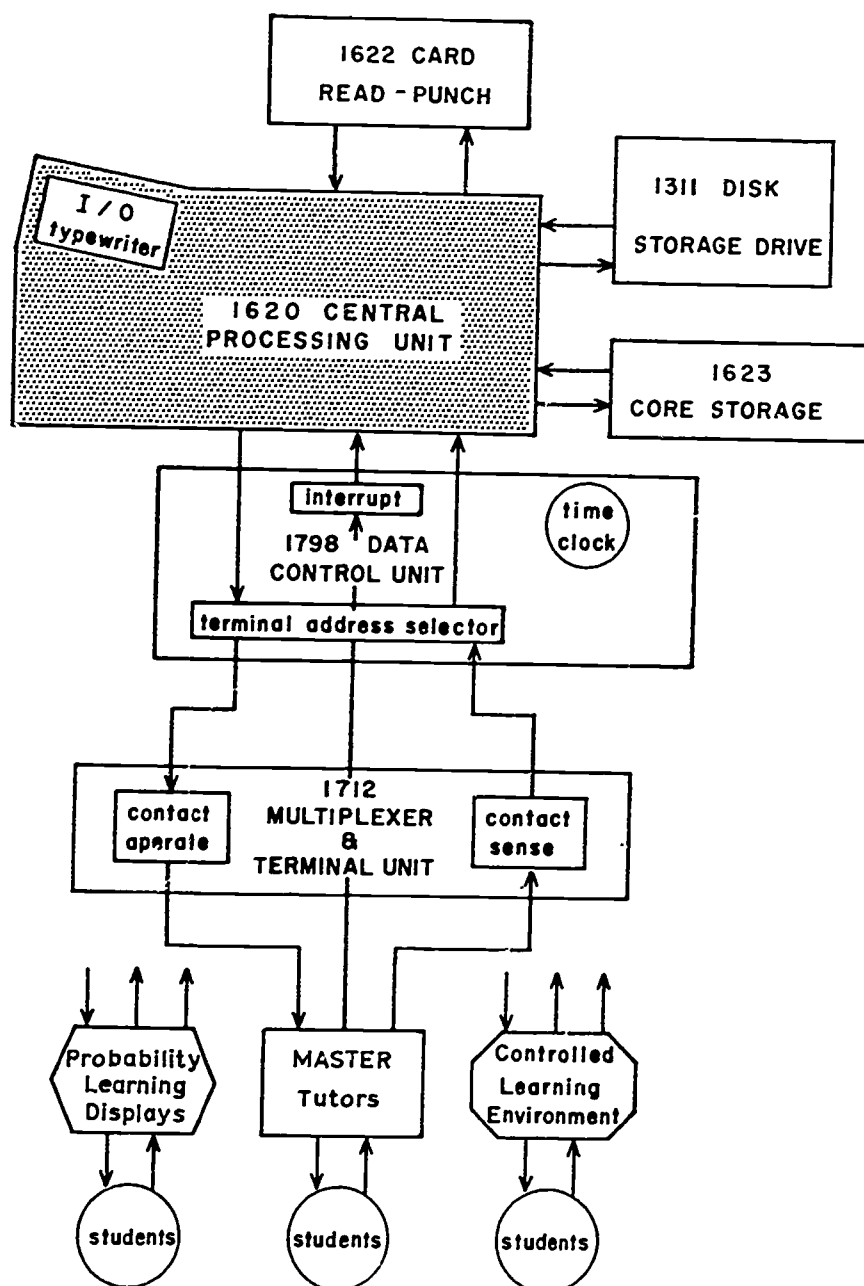 1622 CARD
READ-PUNCH
1311 DISK
STORAGE DRIVE
I/O
typewriter
1620 CENTRAL
PROCESSING UNIT
1623
CORE STORAGE
interrupt
time
clock
1798 DATA
CONTROL UNIT
terminal address selector
1712
MULTIPLEXER
&
TERMINAL UNIT
contact
aperate
contact
sense
Probability
Learning
Displays
MASTER
Tutors
Controlled
Learning
Environment
students
students
students